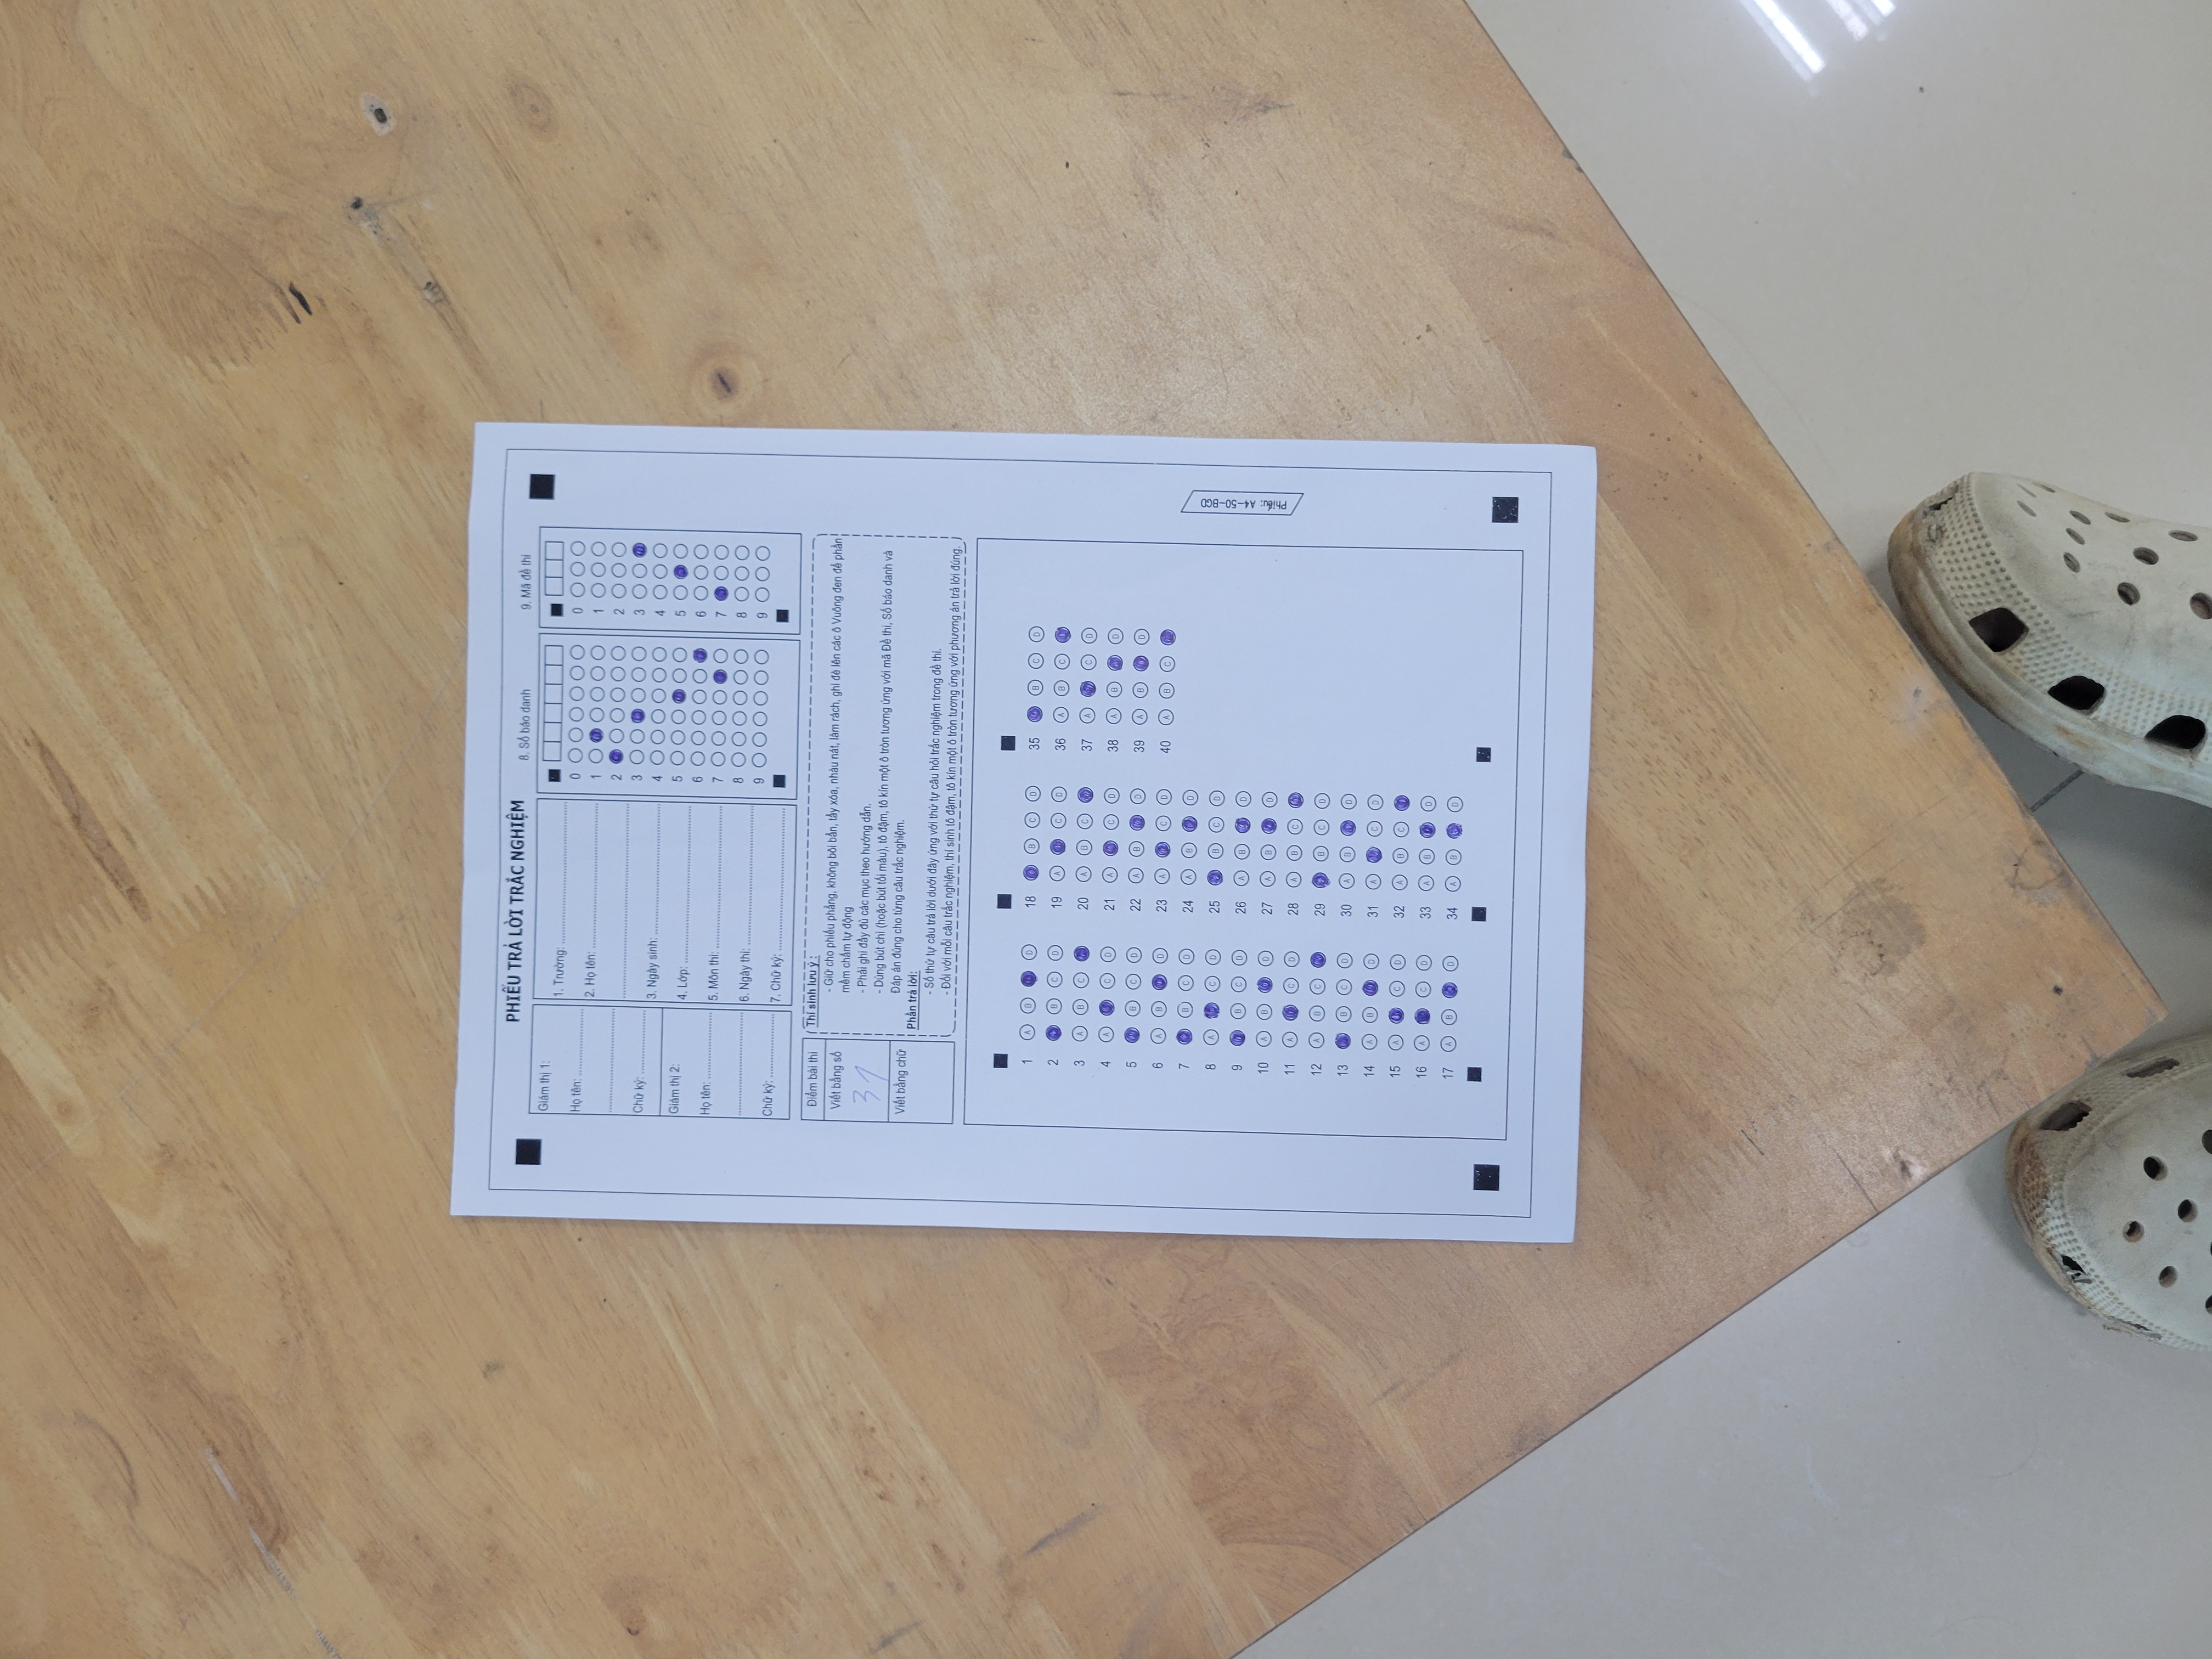 PHIẾU TRẢ LỜI TRẮC NGHIỆM
8. Số báo danh
9. Mã đề thi
Giám thị 1:
Họ tên:
Chữ ký:
Giám thị 2:
Họ tên:
Chữ ký:
1. Trường:
2. Họ tên:
3. Ngày sinh:
4. Lớp:
5. Môn thi:
6. Ngày thi:
7. Chữ ký:
0
1
2
3
4
5
6
7
8
9
0
1
2
3
4
5
6
7
8
9
Điểm bài thi
Viết bằng số
31
Viết bằng chữ
Thí sinh lưu ý :
- Giữ cho phiếu phẳng, không bôi bẩn, tẩy xóa, nhàu nát, làm rách, ghi đè lên các ô Vuông đen để phần
mềm chấm tự động
- Phải ghi đầy đủ các mục theo hướng dẫn.
- Dùng bút chì (hoặc bút tối màu), tô đậm, tô kín một ô tròn tương ứng với mã Đề thi, Số báo danh và
Đáp án đúng cho từng câu trắc nghiệm.
Phần trả lời:
- Số thứ tự câu trả lời dưới đây ứng với thứ tự câu hỏi trắc nghiệm trong đề thi.
- Đối với mỗi câu trắc nghiệm, thí sinh tô đậm, tô kín một ô tròn tương ứng với phương án trả lời đúng.
1 A B D
2 B C D
3 A B C
4 A C D
5 B C D
6 A B D
7 B C D
8 A C D
9 B C D
10 A B D
11 A C D
12 A B C
13 B C D
14 A B D
15 A C D
16 A C D
17 A B D
18 B C D
19 A C D
20 A B C
21 A C D
22 A B D
23 A C D
24 A B D
25 B C D
26 A B D
27 A B D
28 A B C
29 B C D
30 A B D
31 A C D
32 A B C
33 A B D
34 A B D
35 B C D
36 A B C
37 A C D
38 A B D
39 A B D
40 A B C
Phiếu: A4-50-BGD